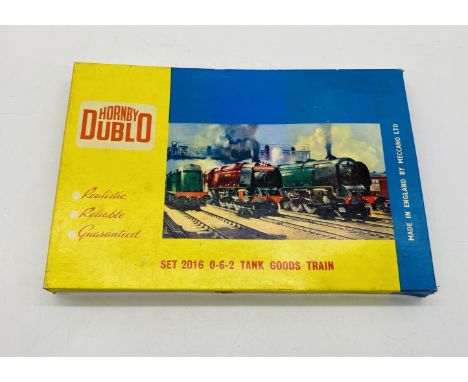 HORNBY
DUBLO
Realistic
Reliable
Guaranteed
SET 2016 0-6-2 TANK GOODS TRAIN
MADE IN ENGLAND BY MECCANO LTD